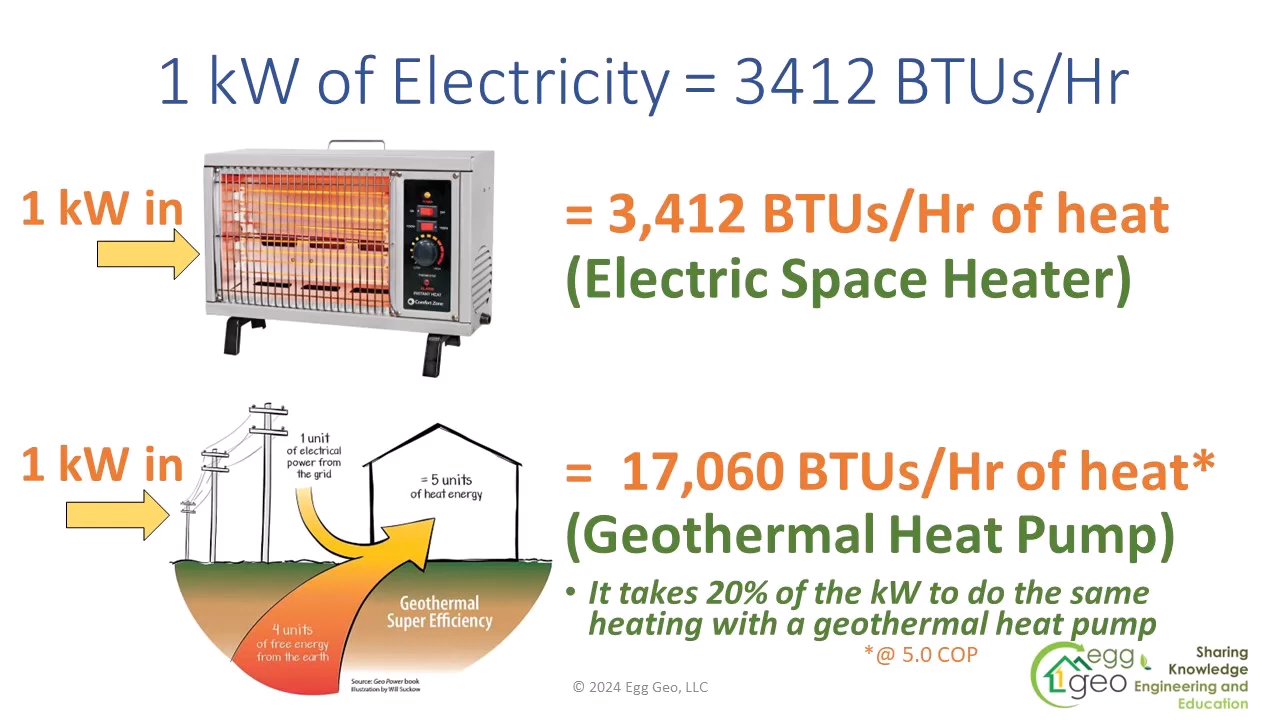 1 kW of Electricity = 3412 BTUs/Hr
1 kW in
= 3,412 BTUs/Hr of heat
(Electric Space Heater)
Comfort Zone
1 kW in
1 unit
of electrical
power from
the grid
= 5 units
of heat energy
4 units
of free energy
from the earth
Geothermal
Super Efficiency
Source: Geo Power book
Illustration by Will Suckow
= 17,060 BTUs/Hr of heat*
(Geothermal Heat Pump)
• It takes 20% of the kW to do the same
heating with a geothermal heat pump
*@ 5.0 COP
© 2024 Egg Geo, LLC
egg
geo
Sharing
Knowledge
Engineering and
Education